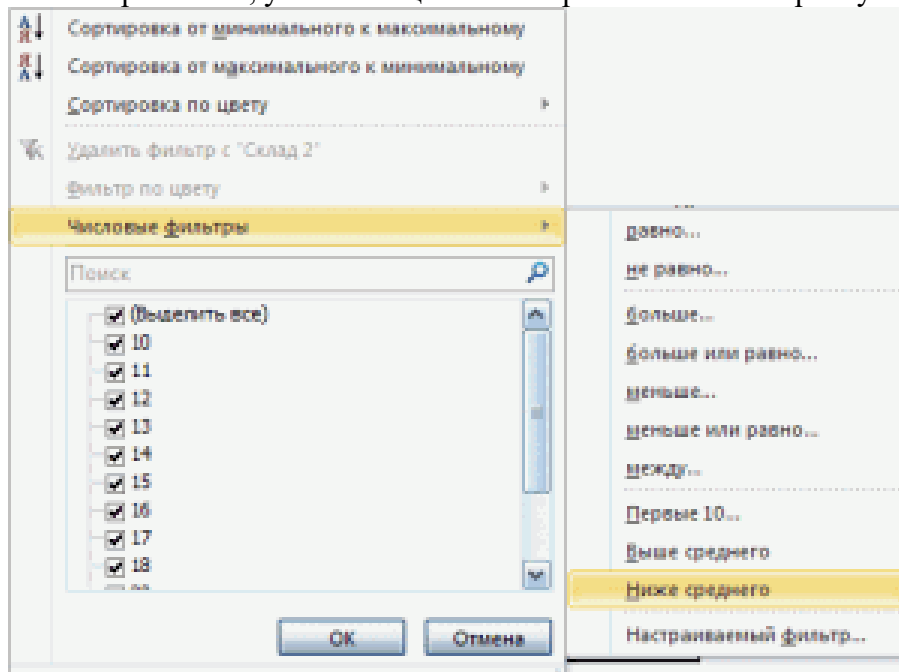 Сортировка от минимального к максимальному
Сортировка от максимального к минимальному
Сортировка по цвету
Удалить фильтр с "Склад 2"
Фильтр по цвету
Числовые фильтры
Поиск
(Выделить все)
10
11
12
13
14
15
16
17
18
ОК
Отмена
равно...
не равно...
больше...
больше или равно...
меньше...
меньше или равно...
между...
Первые 10...
Выше среднего
Ниже среднего
Настраиваемый фильтр...